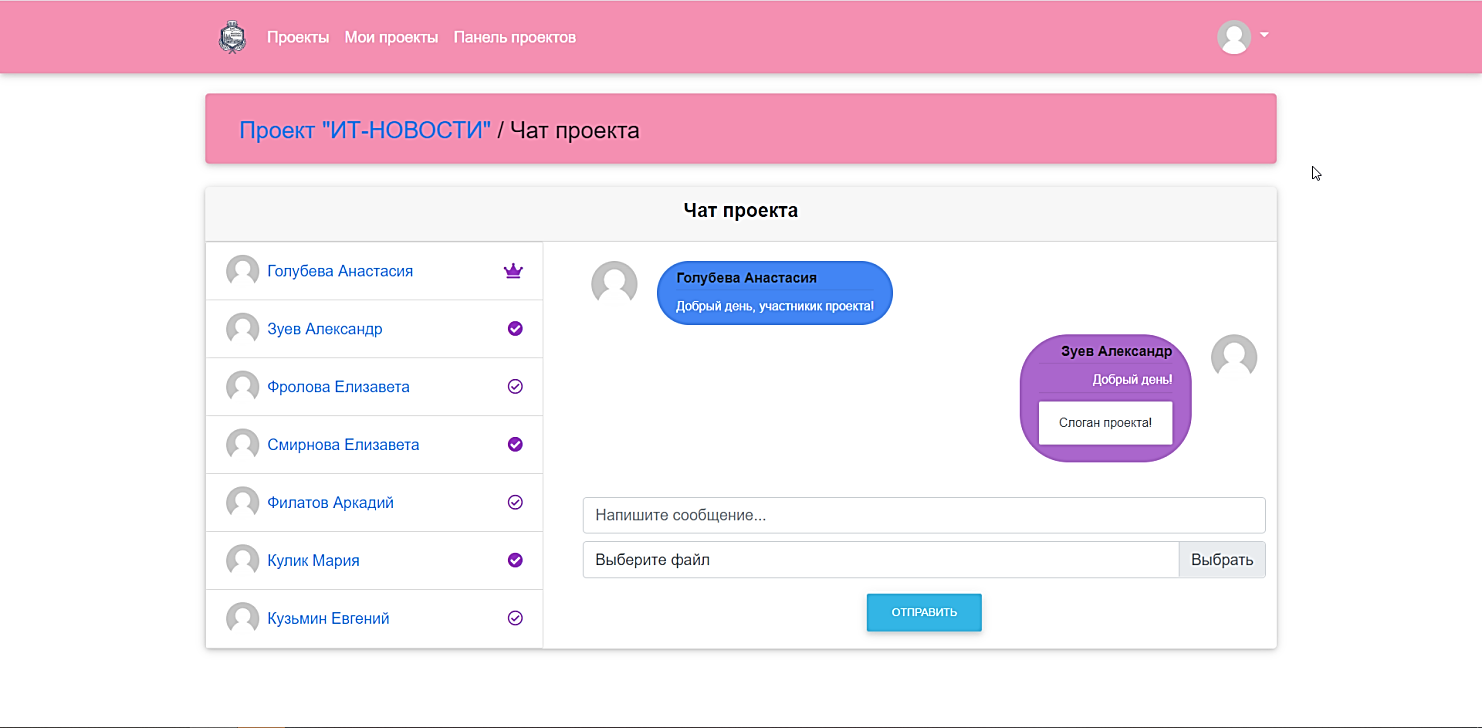 Проекты Мои проекты Панель проектов
Проект "ИТ-НОВОСТИ" / Чат проекта
Чат проекта
Голубева Анастасия
Зуев Александр
Фролова Елизавета
Смирнова Елизавета
Филатов Аркадий
Кулик Мария
Кузьмин Евгений
Голубева Анастасия
Добрый день, участникик проекта!
Зуев Александр
Добрый день!
Слоган проекта!
Напишите сообщение...
Выберите файл Выбрать
ОТПРАВИТЬ